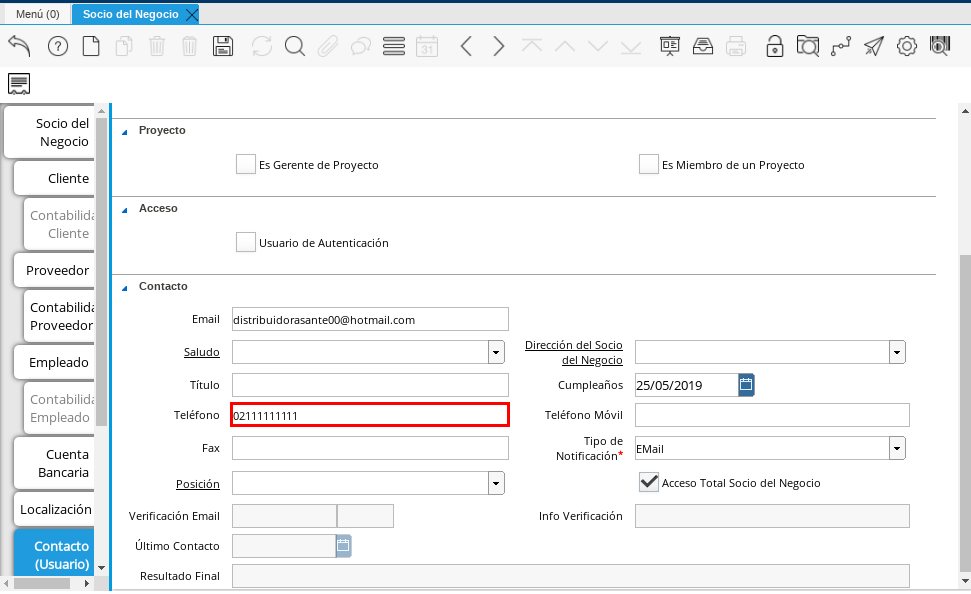 Menú (0)
Socio del Negocio
31
Socio del
Negocio
Cliente
Contabilida
Cliente
Proveedor
Contabilida
Proveedor
Empleado
Contabilida
Empleado
Cuenta
Bancaria
Localización
Contacto
(Usuario)
Proyecto
Es Gerente de Proyecto
Es Miembro de un Proyecto
Acceso
Usuario de Autenticación
Contacto
Email
distribuidorasante00@hotmail.com
Saludo
Dirección del Socio
del Negocio
Título
Cumpleaños
25/05/2019
Teléfono
02111111111
Teléfono Móvil
Fax
Tipo de
Notificación*
EMail
Posición
Acceso Total Socio del Negocio
Verificación Email
Info Verificación
Último Contacto
Resultado Final